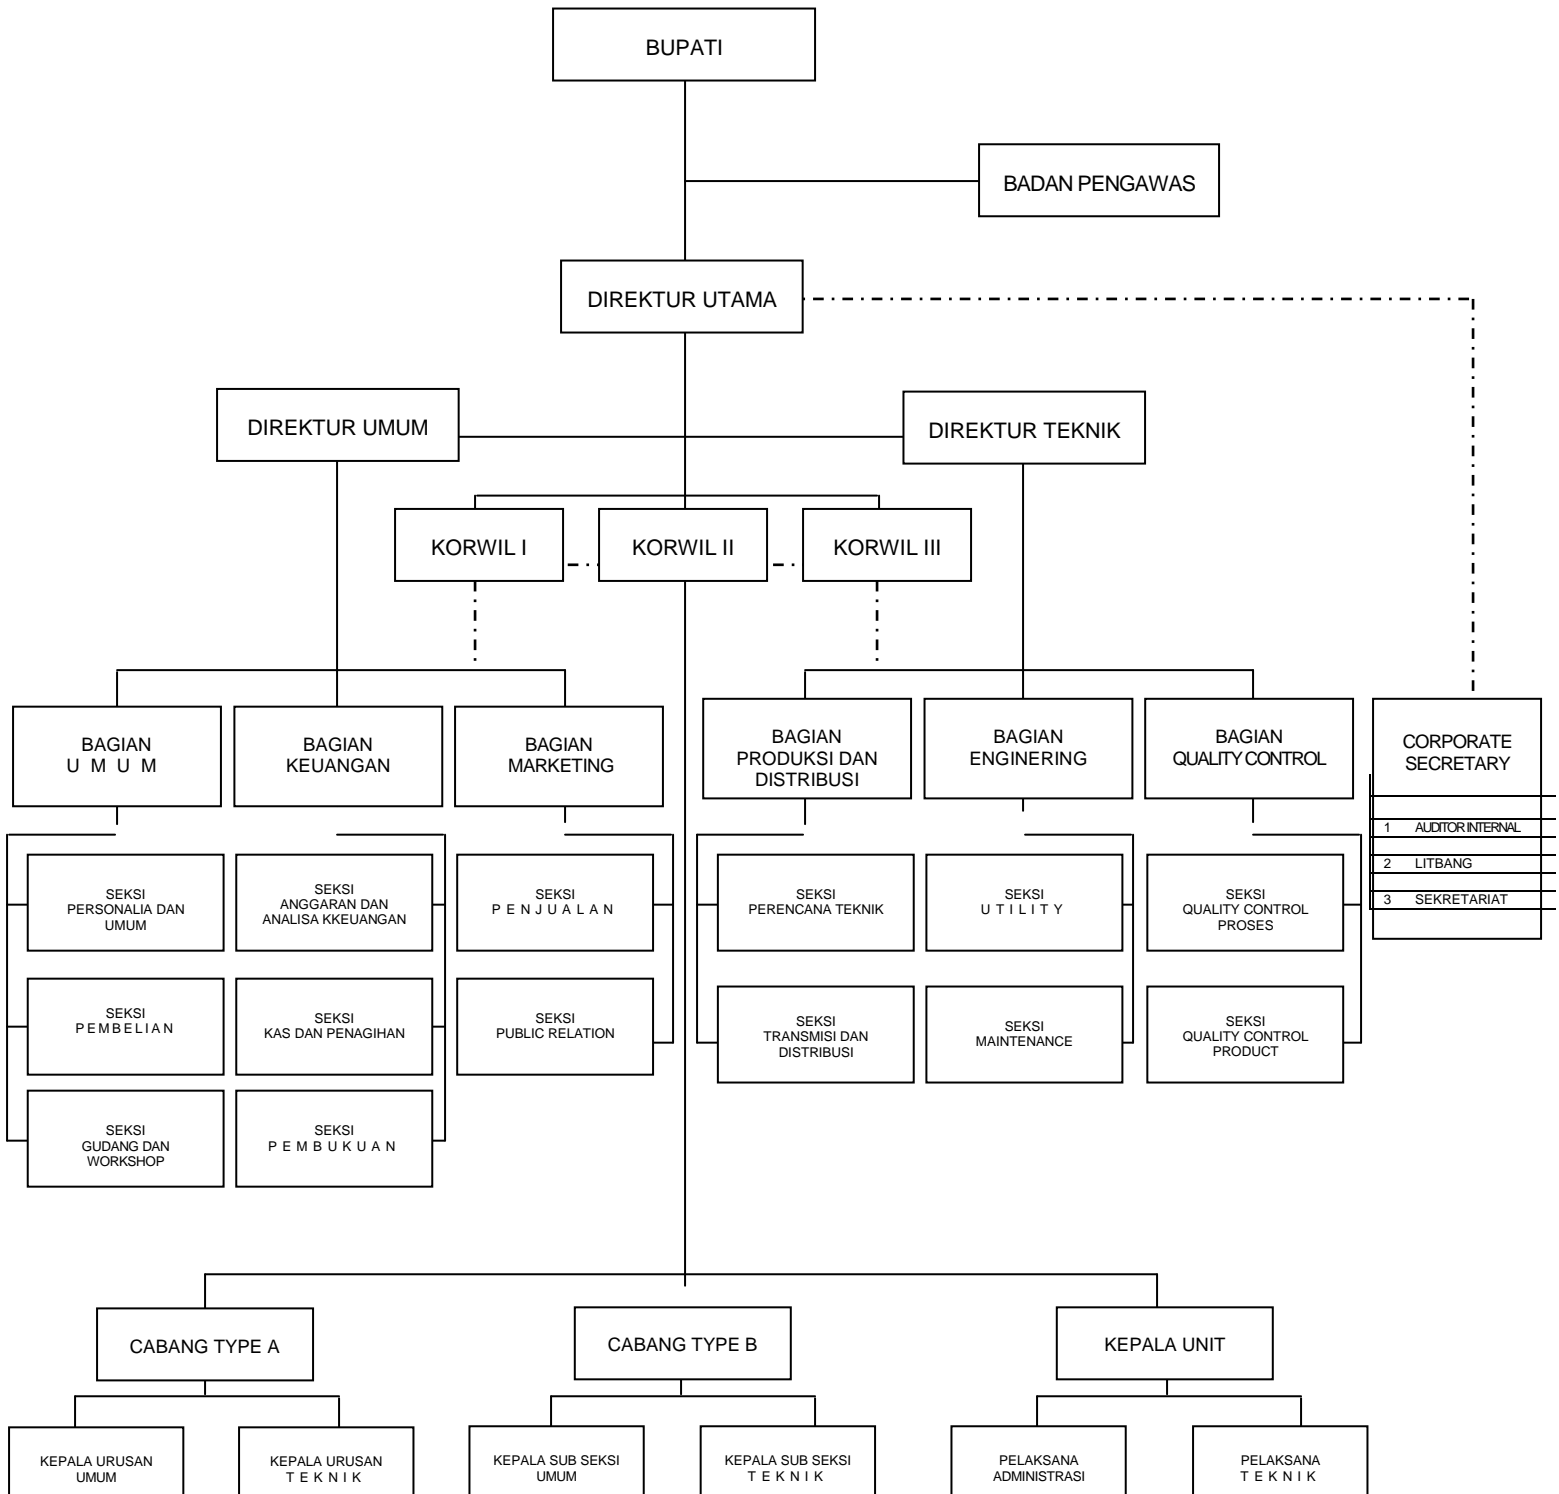 BUPATI
BADAN PENGAWAS
DIREKTUR UTAMA
DIREKTUR UMUM
DIREKTUR TEKNIK
KORWIL I
KORWIL II
KORWIL III
BAGIAN
U M U M
BAGIAN
KEUANGAN
BAGIAN
MARKETING
BAGIAN
PRODUKSI DAN
DISTRIBUSI
BAGIAN
ENGINERING
BAGIAN
QUALITY CONTROL
CORPORATE
SECRETARY
1 AUDITOR INTERNAL
2 LITBANG
3 SEKRETARIAT
SEKSI
PERSONALIA DAN
UMUM
SEKSI
ANGGARAN DAN
ANALISA KKEUANGAN
SEKSI
P E N J U A L A N
SEKSI
PERENCANA TEKNIK
SEKSI
U T I L I T Y
SEKSI
QUALITY CONTROL
PROSES
SEKSI
P E M B E L I A N
SEKSI
KAS DAN PENAGIHAN
SEKSI
PUBLIC RELATION
SEKSI
TRANSMISI DAN
DISTRIBUSI
SEKSI
MAINTENANCE
SEKSI
QUALITY CONTROL
PRODUCT
SEKSI
GUDANG DAN
WORKSHOP
SEKSI
P E M B U K U A N
CABANG TYPE A
CABANG TYPE B
KEPALA UNIT
KEPALA URUSAN
UMUM
KEPALA URUSAN
T E K N I K
KEPALA SUB SEKSI
UMUM
KEPALA SUB SEKSI
T E K N I K
PELAKSANA
ADMINISTRASI
PELAKSANA
T E K N I K